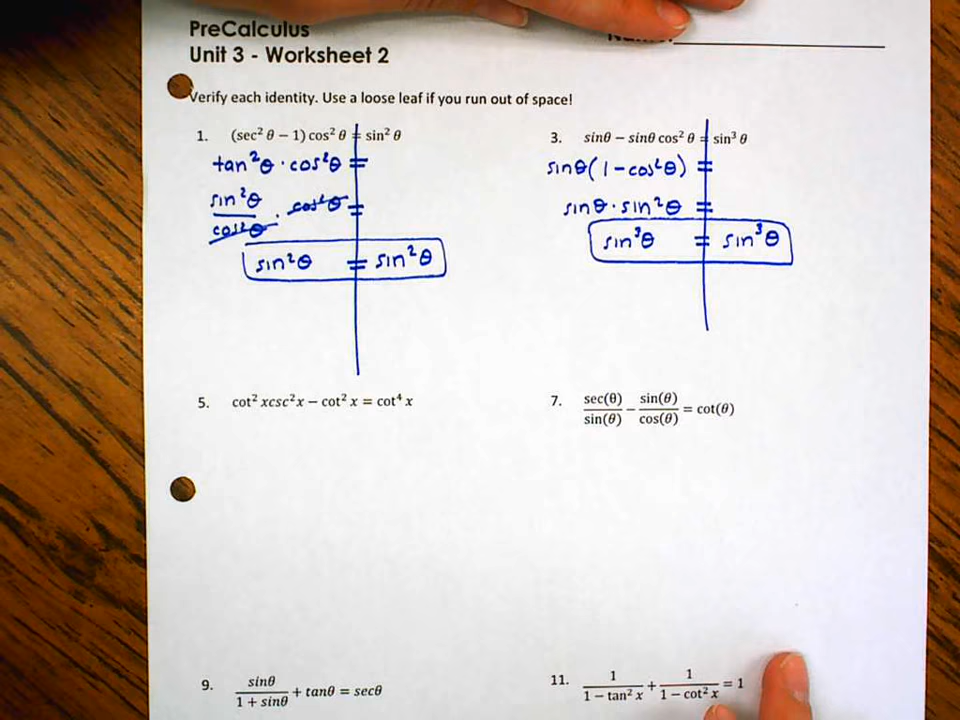 PreCalculus
Unit 3 - Worksheet 2
Verify each identity. Use a loose leaf if you run out of space!
1. (sec² θ − 1) cos² θ = sin² θ
tan²θ · cos²θ =
sin²θ/cos²θ · cos²θ =
sin²θ = sin²θ
3. sinθ − sinθ cos² θ = sin³ θ
sinθ(1 − cos²θ) =
sinθ · sin²θ =
sin³θ = sin³θ
5. cot² xcsc²x − cot² x = cot⁴ x
7. sec(θ)/sin(θ) − sin(θ)/cos(θ) = cot(θ)
9. sinθ/1 + sinθ + tanθ = secθ
11. 1/1 − tan² x + 1/1 − cot² x = 1